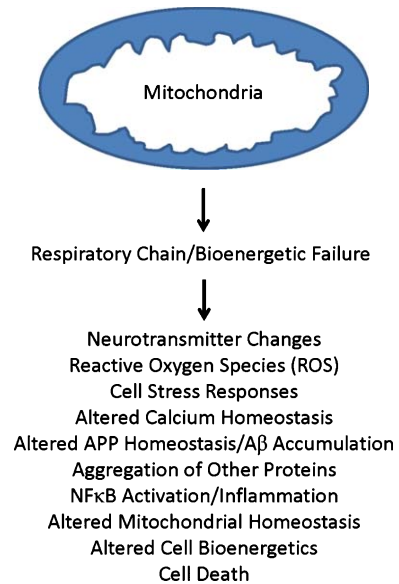 Mitochondria
Respiratory Chain/Bioenergetic Failure
Neurotransmitter Changes
Reactive Oxygen Species (ROS)
Cell Stress Responses
Altered Calcium Homeostasis
Altered APP Homeostasis/Aβ Accumulation
Aggregation of Other Proteins
NFκB Activation/Inflammation
Altered Mitochondrial Homeostasis
Altered Cell Bioenergetics
Cell Death